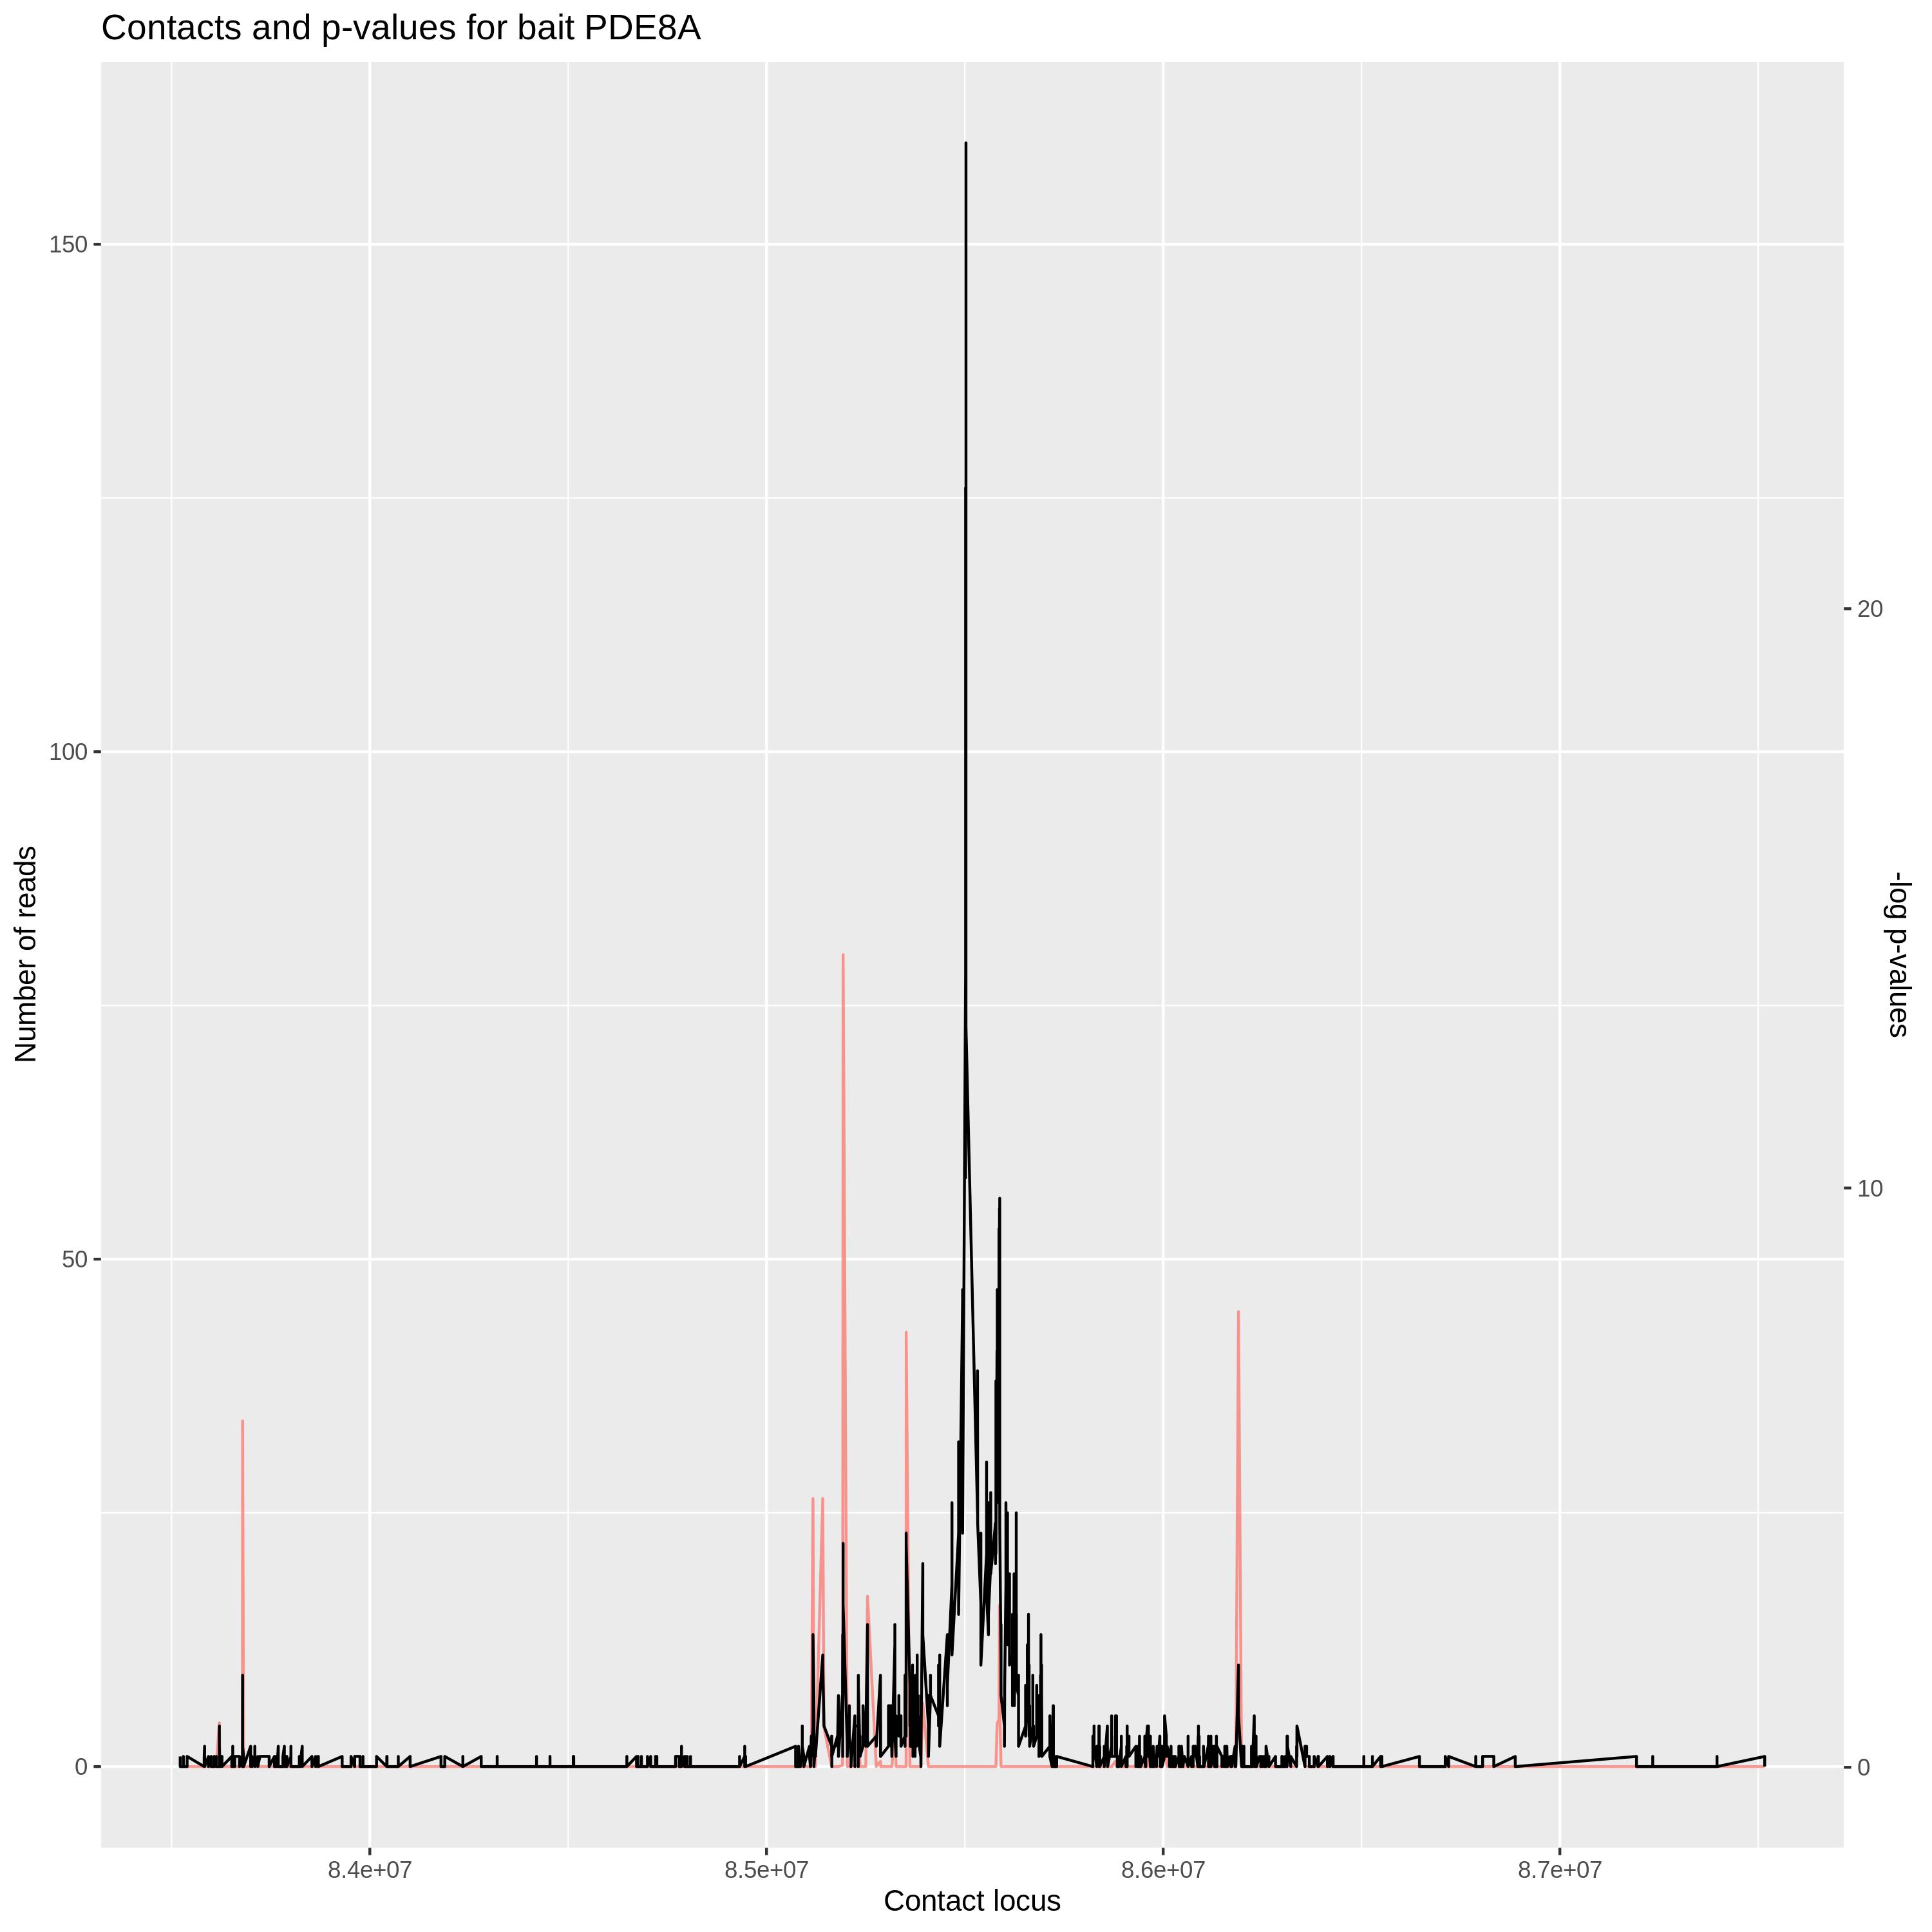 Contacts and p-values for bait PDE8A
150
100
50
0
Number of reads
20
10
0
-log p-values
8.4e+07
8.5e+07
8.6e+07
8.7e+07
Contact locus